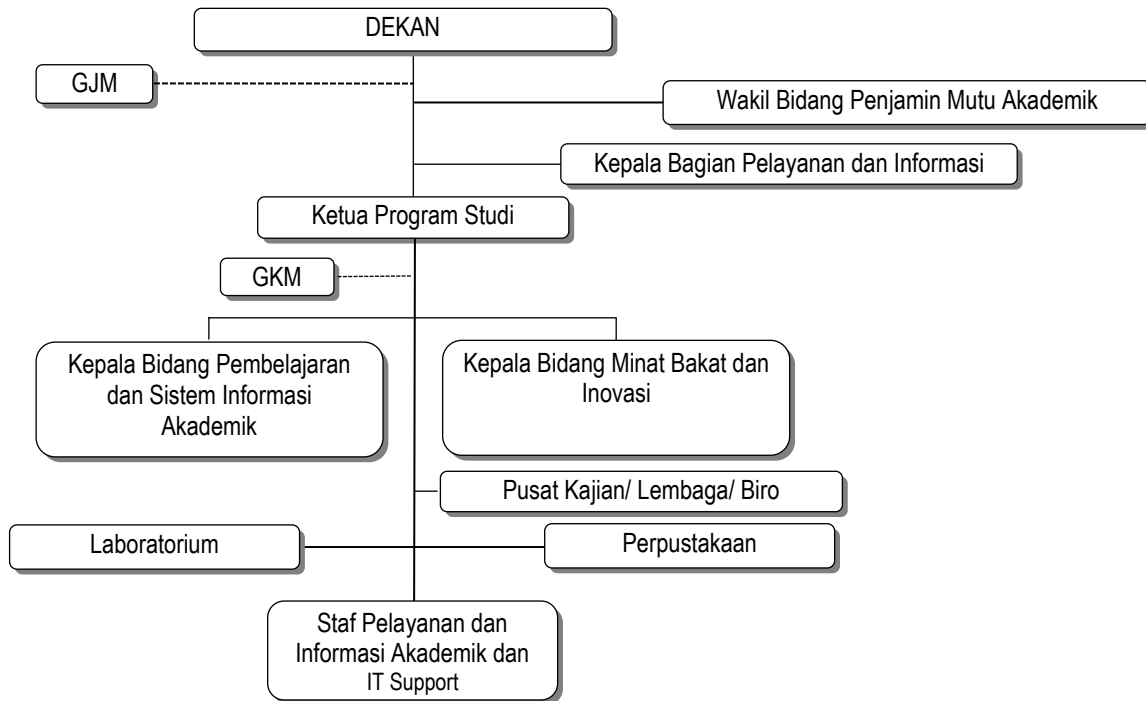 DEKAN
GJM
Wakil Bidang Penjamin Mutu Akademik
Kepala Bagian Pelayanan dan Informasi
Ketua Program Studi
GKM
Kepala Bidang Pembelajaran
dan Sistem Informasi
Akademik
Kepala Bidang Minat Bakat dan
Inovasi
Pusat Kajian/ Lembaga/ Biro
Laboratorium
Perpustakaan
Staf Pelayanan dan
Informasi Akademik dan
IT Support